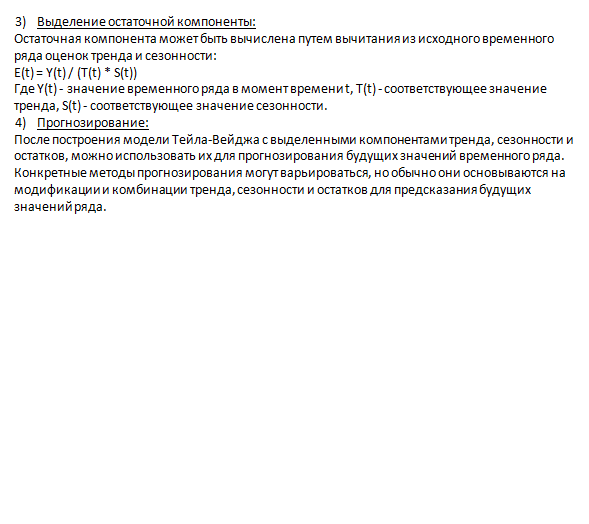 3) Выделение остаточной компоненты:
Остаточная компонента может быть вычислена путем вычитания из исходного временного
ряда оценок тренда и сезонности:
E(t) = Y(t) / (T(t) * S(t))
Где Y(t) - значение временного ряда в момент времени t, T(t) - соответствующее значение
тренда, S(t) - соответствующее значение сезонности.
4) Прогнозирование:
После построения модели Тейла-Вейджа с выделенными компонентами тренда, сезонности и
остатков, можно использовать их для прогнозирования будущих значений временного ряда.
Конкретные методы прогнозирования могут варьироваться, но обычно они основываются на
модификации и комбинации тренда, сезонности и остатков для предсказания будущих
значений ряда.